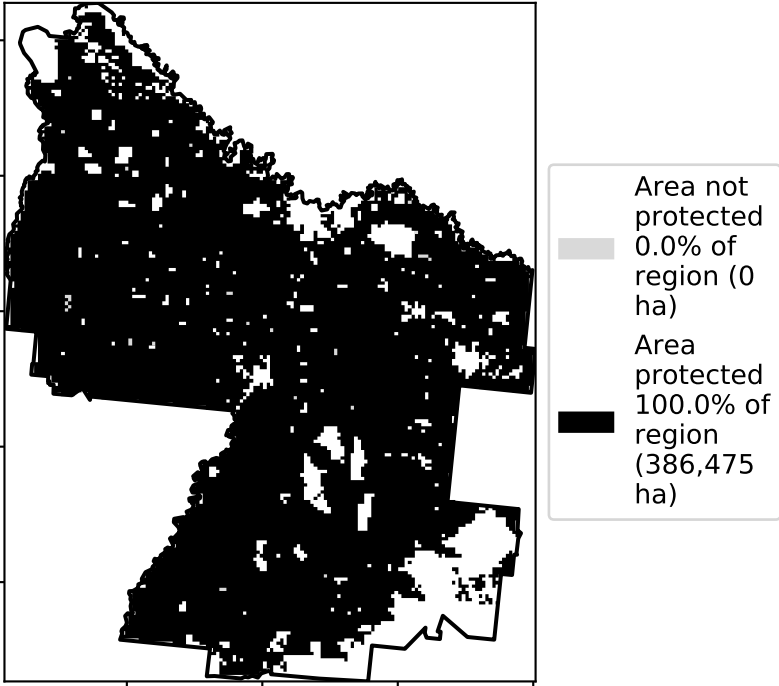 Area not
protected
0.0% of
region (0
ha)
Area
protected
100.0% of
region
(386,475
ha)